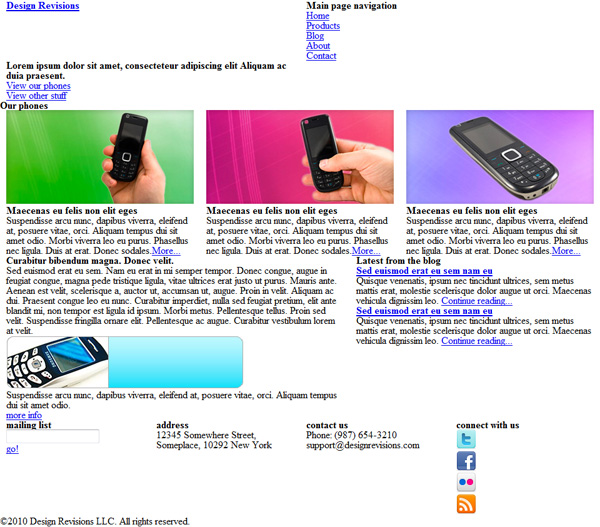 Design Revisions
Main page navigation
Home
Products
Blog
About
Contact
Lorem ipsum dolor sit amet, consecteteur adipiscing elit Aliquam ac
duia praesent.
View our phones
View other stuff
Our phones
Maecenas eu felis non elit eges
Suspendisse arcu nunc, dapibus viverra, eleifend
at, posuere vitae, orci. Aliquam tempus dui sit
amet odio. Morbi viverra leo eu purus. Phasellus
nec ligula. Duis at erat. Donec sodales.More...
Maecenas eu felis non elit eges
Suspendisse arcu nunc, dapibus viverra, eleifend
at, posuere vitae, orci. Aliquam tempus dui sit
amet odio. Morbi viverra leo eu purus. Phasellus
nec ligula. Duis at erat. Donec sodales.More...
Maecenas eu felis non elit eges
Suspendisse arcu nunc, dapibus viverra, eleifend
at, posuere vitae, orci. Aliquam tempus dui sit
amet odio. Morbi viverra leo eu purus. Phasellus
nec ligula. Duis at erat. Donec sodales.More...
Curatur bibendum magna. Donec velit.
Sed euismod erat eu sem. Nam eu erat in mi semper tempor. Donec congue, augue in
feugiat congue, magna pede tristique ligula, vitae ultrices erat justo ut purus. Mauris ante.
Aenean est velit, scelerisque a, auctor ut, accumsan ut, augue. Proin in velit. Aliquam ac
dui. Praesent congue leo eu nunc. Curabitur imperdiet, nulla sed feugiat pretium, elit ante
blandit mi, non tempor est ligula id ipsum. Morbi metus. Pellentesque tellus. Proin sed
velit. Suspendisse fringilla ornare elit. Pellentesque ac augue. Curabitur vestibulum lorem
at velit.
Suspendisse arcu nunc, dapibus viverra, eleifend at, posuere vitae, orci. Aliquam tempus
dui sit amet odio.
more info
Latest from the blog
Sed euismod erat eu sem nam eu
Quisque venenatis, ipsum nec tincidunt ultrices, sem metus
mattis erat, molestie scelerisque dolor augue ut orci. Maecenas
vehicula dignissim leo. Continue reading...
Sed euismod erat eu sem nam eu
Quisque venenatis, ipsum nec tincidunt ultrices, sem metus
mattis erat, molestie scelerisque dolor augue ut orci. Maecenas
vehicula dignissim leo. Continue reading...
mailing list
go!
address
12345 Somewhere Street,
Someplace, 10292 New York
contact us
Phone: (987) 654-3210
support@designrevisions.com
connect with us
©2010 Design Revisions LLC. All rights reserved.